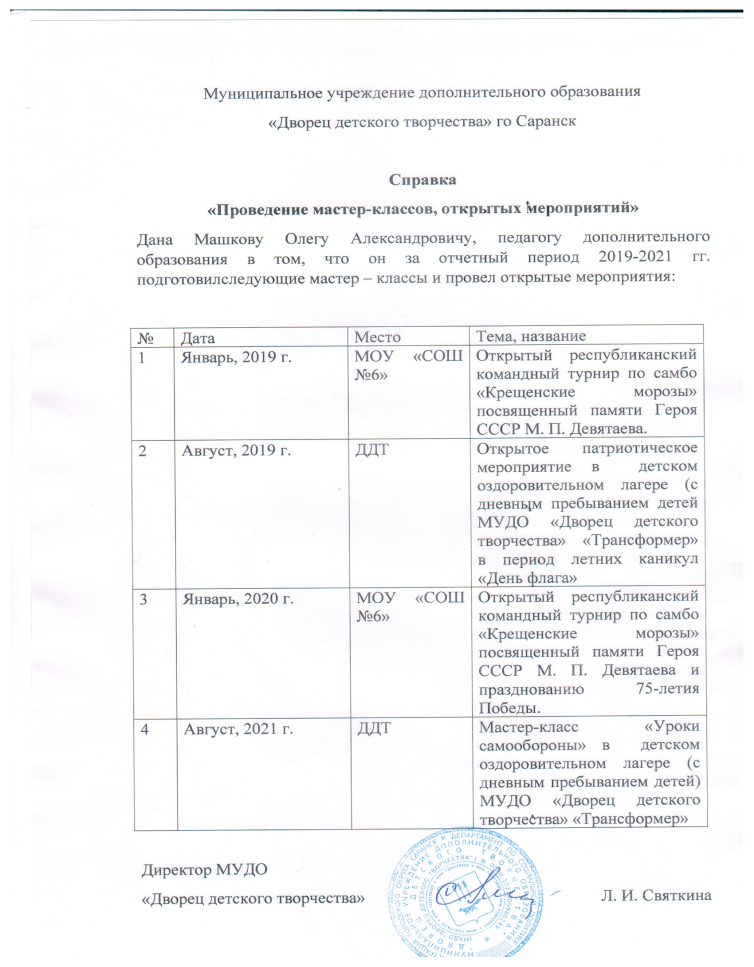 Муниципальное учреждение дополнительного образования
«Дворец детского творчества» го Саранск
Справка
«Проведение мастер-классов, открытых мероприятий»
Дана Машкову Олегу Александровичу, педагогу дополнительного
образования в том, что он за отчетный период 2019-2021 гг.
подготовилследующие мастер – классы и провел открытые мероприятия:
№ Дата Место Тема, название
1 Январь, 2019 г. МОУ «СОШ №6» Открытый республиканский
командный турнир по самбо
«Крещенские морозы»
посвященный памяти Героя
СССР М. П. Девятаева.
2 Август, 2019 г. ДДТ Открытое патриотическое
мероприятие в детском
оздоровительном лагере (с
дневным пребыванием детей
МУДО «Дворец детского
творчества» «Трансформер»
в период летних каникул
«День флага»
3 Январь, 2020 г. МОУ «СОШ №6» Открытый республиканский
командный турнир по самбо
«Крещенские морозы»
посвященный памяти Героя
СССР М. П. Девятаева и
празднованию 75-летия
Победы.
4 Август, 2021 г. ДДТ Мастер-класс «Уроки
самообороны» в детском
оздоровительном лагере (с
дневным пребыванием детей)
МУДО «Дворец детского
творчества» «Трансформер»
Директор МУДО
«Дворец детского творчества» Л. И. Святкина